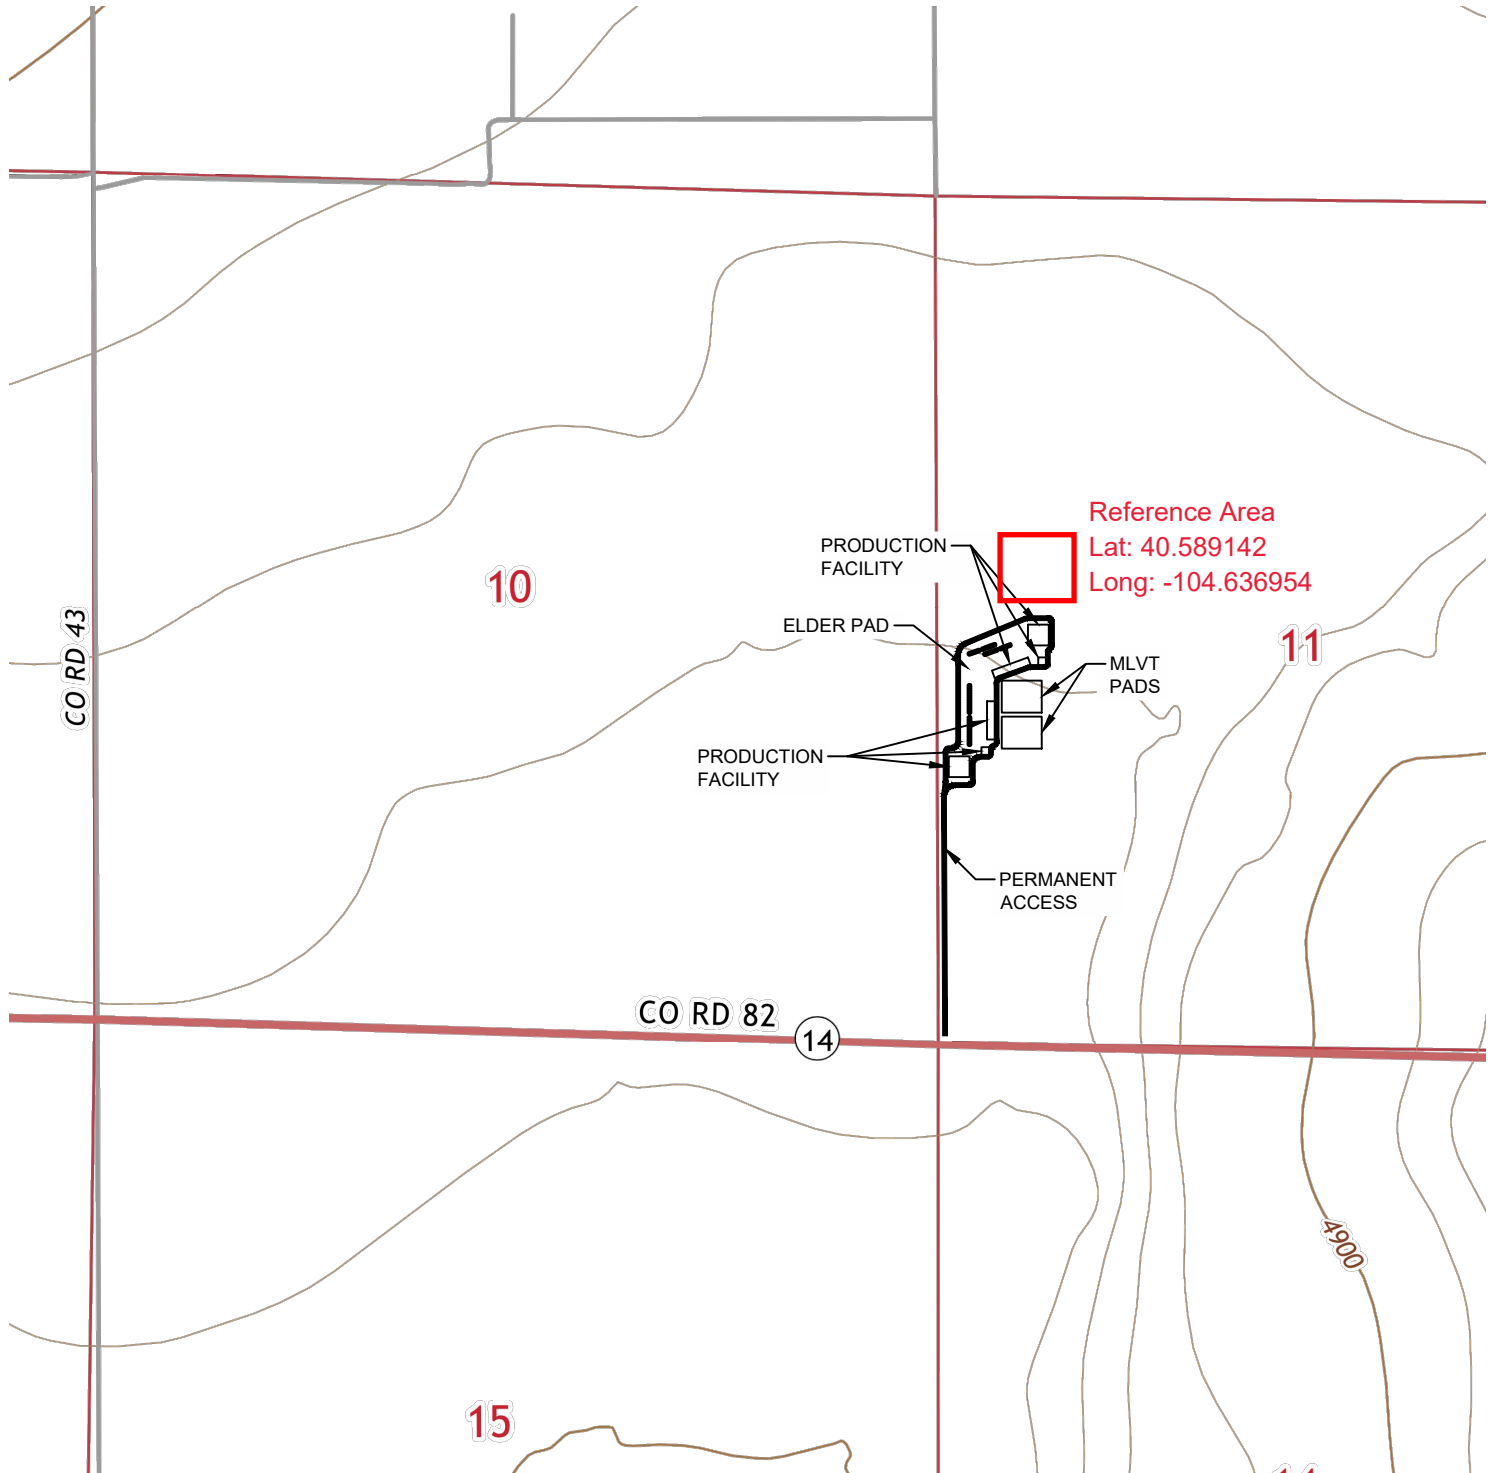 Reference Area
Lat: 40.589142
Long: -104.636954
PRODUCTION
FACILITY
10
ELDER PAD
11
MLVT
PADS
CO RD 43
PRODUCTION
FACILITY
PERMANENT
ACCESS
CO RD 82
14
4900
15